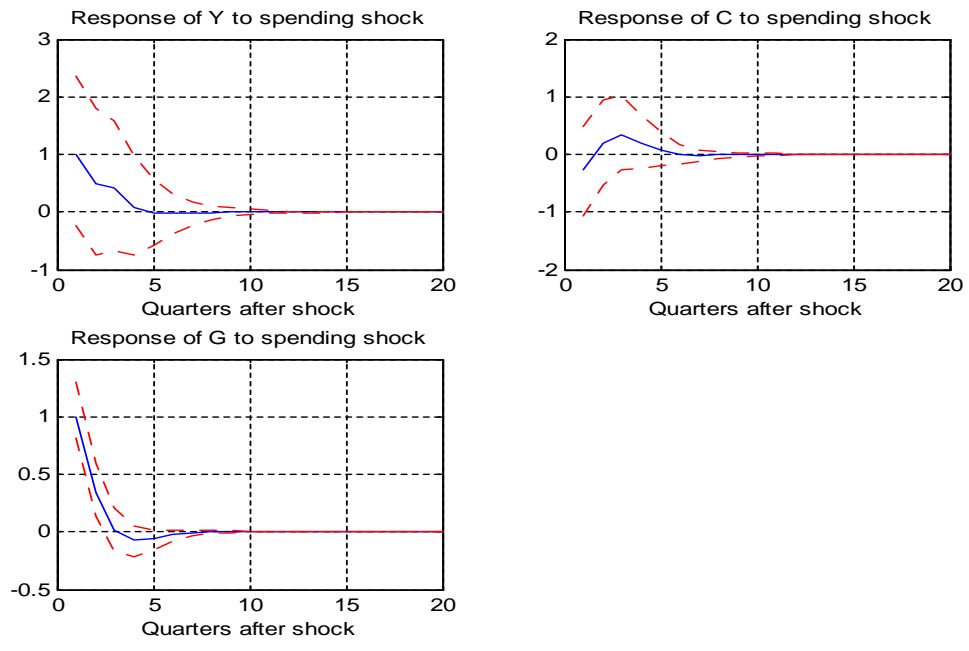 Response of Y to spending shock
3
2
1
0
-1
0 5 10 15 20
Quarters after shock
Response of C to spending shock
2
1
0
-1
-2
0 5 10 15 20
Quarters after shock
Response of G to spending shock
1.5
1
0.5
0
-0.5
0 5 10 15 20
Quarters after shock